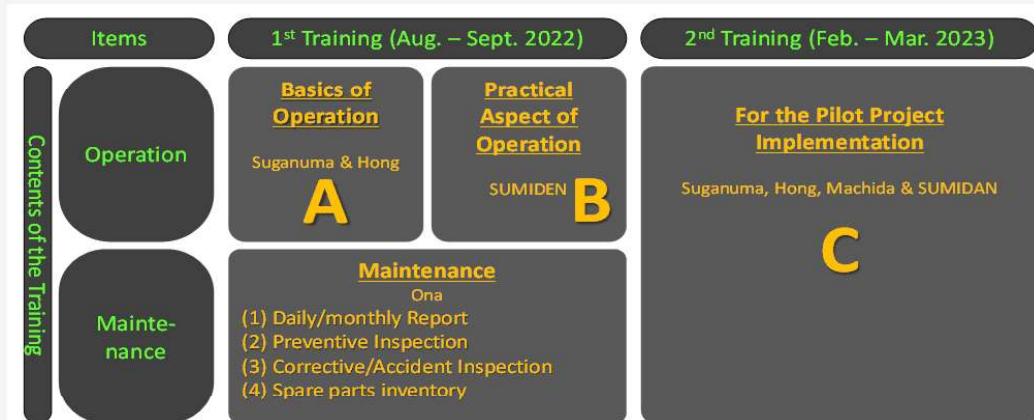 Items
1st Training (Aug. – Sept. 2022)
2nd Training (Feb. – Mar. 2023)
Contents of the Training
Operation
Basics of
Operation
Suganuma & Hong
A
Practical
Aspect of
Operation
SUMIDEN
B
For the Pilot Project
Implementation
Suganuma, Hong, Machida & SUMIDAN
C
Mainte-
nance
Maintenance
Ona
(1) Daily/monthly Report
(2) Preventive Inspection
(3) Corrective/Accident Inspection
(4) Spare parts inventory